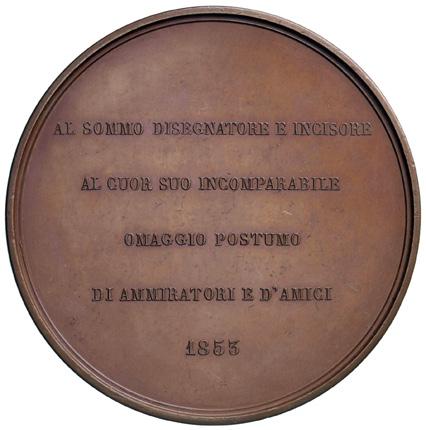 AL SOMMO DISEGNATORE E INCISORE
AL CUOR SUO INCOMPARABILE
OMAGGIO POSTUMO
DI AMMIRATORI E D'AMICI
1853